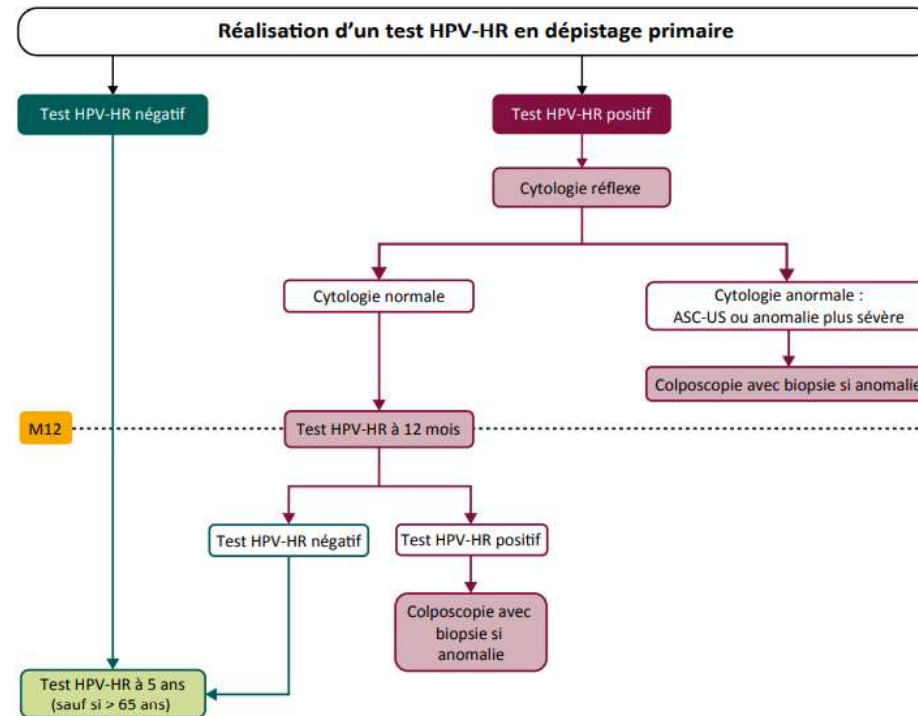 Réalisation d’un test HPV-HR en dépistage primaire
Test HPV-HR négatif
Test HPV-HR positif
Cytologie réflexe
Cytologie normale
Cytologie anormale :
ASC-US ou anomalie plus sévère
Colposcopie avec biopsie si anomalie
M12
Test HPV-HR à 12 mois
Test HPV-HR négatif
Test HPV-HR positif
Colposcopie avec
biopsie si
anomalie
Test HPV-HR à 5 ans
(sauf si > 65 ans)